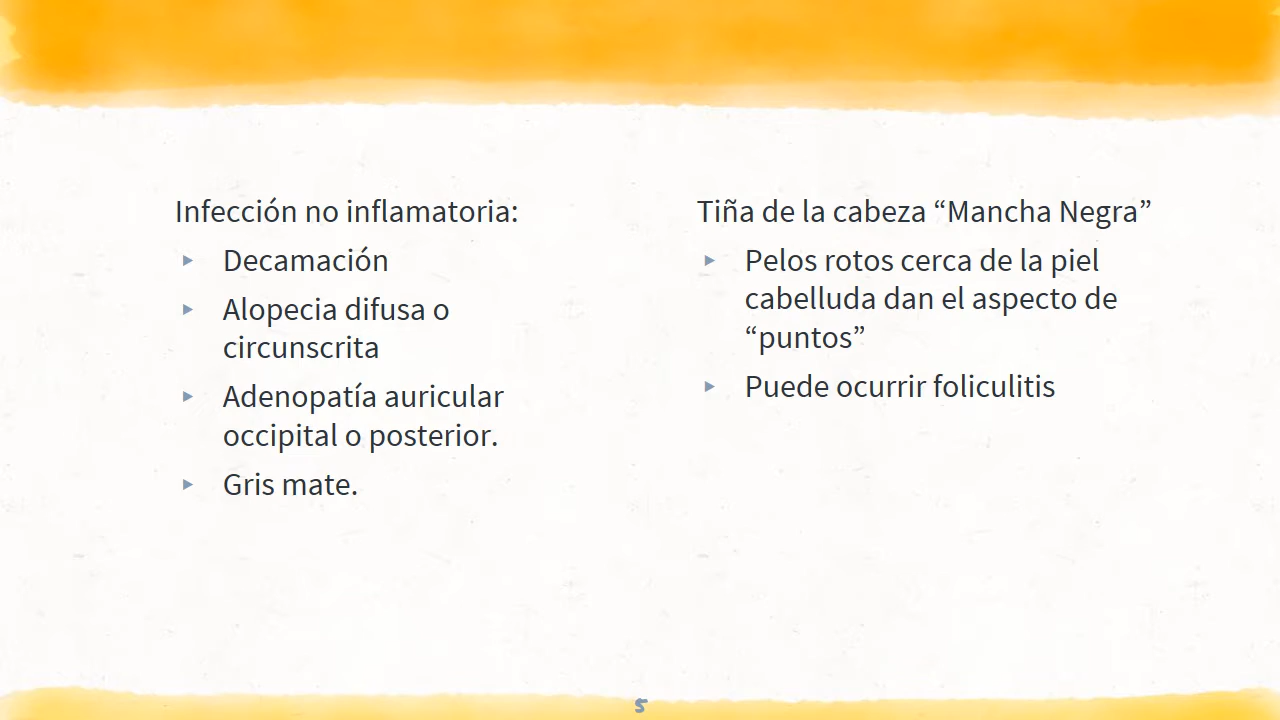 Infección no inflamatoria:
▸ Decamación
▸ Alopecia difusa o
circunscrita
▸ Adenopatía auricular
occipital o posterior.
▸ Gris mate.
Tiña de la cabeza “Mancha Negra”
▸ Pelos rotos cerca de la piel
cabelluda dan el aspecto de
“puntos”
▸ Puede ocurrir foliculitis
5